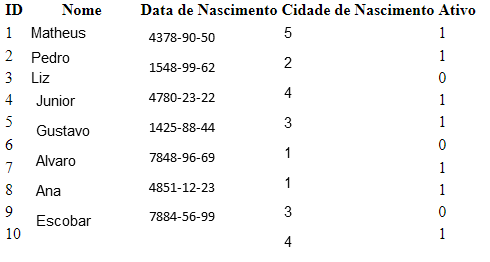 ID Nome Data de Nascimento Cidade de Nascimento Ativo
1 Matheus 4378-90-50 5 1
2 Pedro 1548-99-62 2 1
3 Liz 0
4 Junior 4780-23-22 4 1
5 Gustavo 1425-88-44 3 1
6 0
7 Alvaro 7848-96-69 1 1
8 Ana 4851-12-23 1 1
9 Escobar 7884-56-99 3 0
10 4 1